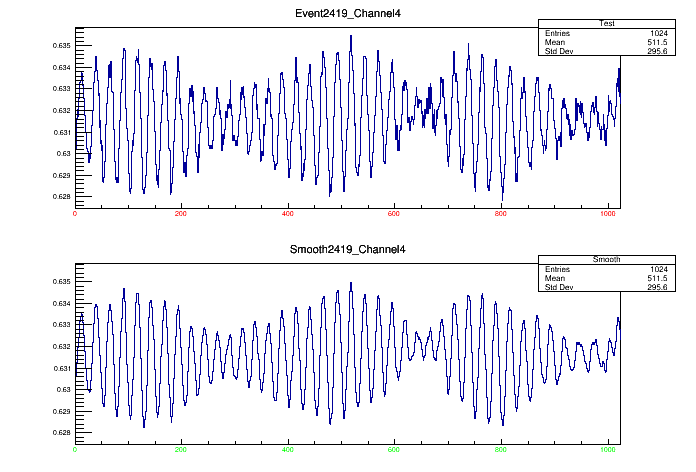 Event2419_Channel4
Test
Entries 1024
Mean 511.5
Std Dev 295.6
0.635
0.634
0.633
0.632
0.631
0.63
0.629
0.628
0 200 400 600 800 1000
Smooth2419_Channel4
Smooth
Entries 1024
Mean 511.5
Std Dev 295.6
0.635
0.634
0.633
0.632
0.631
0.63
0.629
0.628
0 200 400 600 800 1000